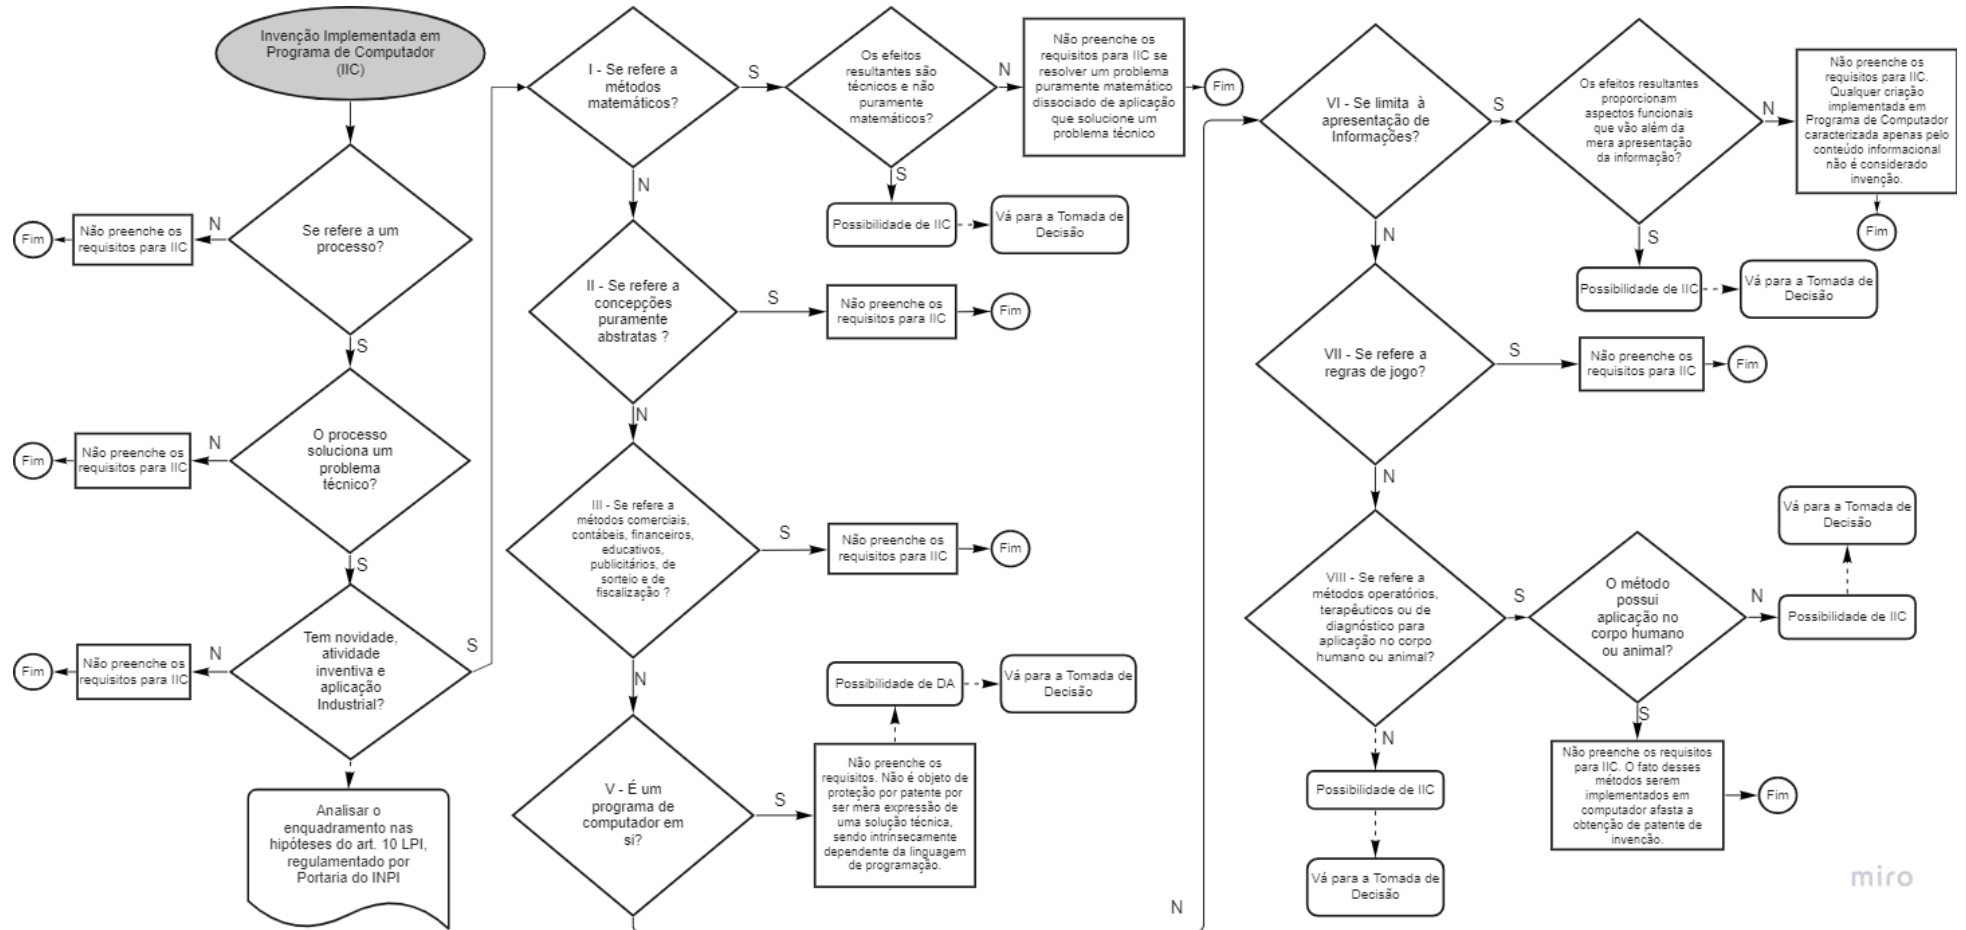 Invenção Implementada em
Programa de Computador
(IIC)
Se refere a um
processo?
N
Não preenche os
requisitos para IIC
Fim
S
O processo
soluciona um
problema
técnico?
N
Não preenche os
requisitos para IIC
Fim
S
Tem novidade,
atividade
inventiva e
aplicação
Industrial?
N
Não preenche os
requisitos para IIC
Fim
S
Analisar o
enquadramento nas
hipóteses do art. 10 LPI,
regulamentado por
Portaria do INPI
I - Se refere a
métodos
matemáticos?
S
Os efeitos
resultantes são
técnicos e não
puramente
matemáticos?
N
Não preenche os
requisitos para IIC se
resolver um problema
puramente matemático
dissociado de aplicação
que solucione um
problema técnico
Fim
S
Possibilidade de IIC
Vá para a Tomada de
Decisão
N
II - Se refere a
concepções
puramente
abstratas ?
S
Não preenche os
requisitos para IIC
Fim
N
III - Se refere a
métodos comerciais,
contábeis, financeiros,
educativos,
publicitários, de
sorteio e de
fiscalização ?
S
Não preenche os
requisitos para IIC
Fim
N
V - É um
programa de
computador em
si?
S
Não preenche os
requisitos. Não é objeto de
proteção por patente por
ser mera expressão de
uma solução técnica,
sendo intrinsecamente
dependente da linguagem
de programação.
Possibilidade de DA
Vá para a Tomada de
Decisão
N
VI - Se limita à
apresentação de
Informações?
S
Os efeitos resultantes
proporcionam
aspectos funcionais
que vão além da
mera apresentação
da informação?
N
Não preenche os
requisitos para IIC.
Qualquer criação
implementada em
Programa de Computador
caracterizada apenas pelo
conteúdo informacional
não é considerado
invenção.
Fim
S
Possibilidade de IIC
Vá para a Tomada de
Decisão
N
VII - Se refere a
regras de jogo?
S
Não preenche os
requisitos para IIC
Fim
N
VIII - Se refere a
métodos operatórios,
terapêuticos ou de
diagnóstico para
aplicação no corpo
humano ou animal?
S
O método
possui
aplicação no
corpo humano
ou animal?
N
Possibilidade de IIC
Vá para a Tomada de
Decisão
S
Não preenche os requisitos
para IIC. O fato desses
métodos serem
implementados em
computador afasta a
obtenção de patente de
invenção.
Fim
N
Possibilidade de IIC
Vá para a Tomada de
Decisão
miro